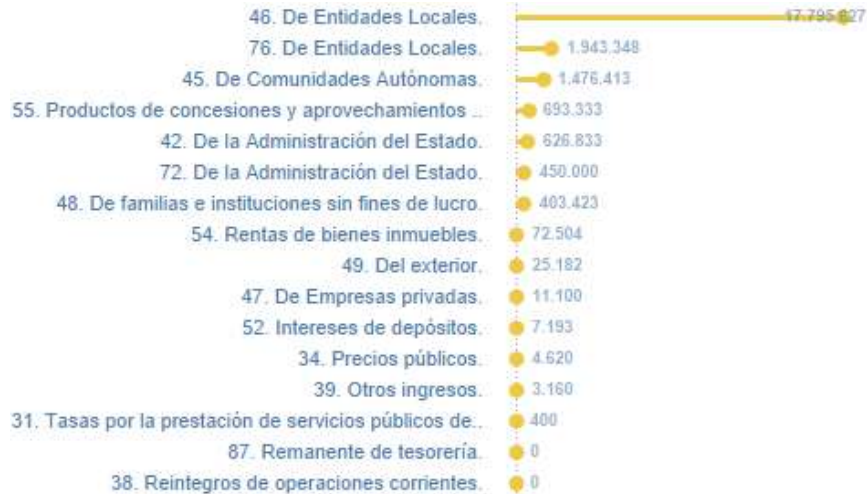 46. De Entidades Locales. 17.795.827
76. De Entidades Locales. 1.943.348
45. De Comunidades Autónomas. 1.476.413
55. Productos de concesiones y aprovechamientos .. 693.333
42. De la Administración del Estado. 626.833
72. De la Administración del Estado. 450.000
48. De familias e instituciones sin fines de lucro. 403.423
54. Rentas de bienes inmuebles. 72.504
49. Del exterior. 25.182
47. De Empresas privadas. 11.100
52. Intereses de depósitos. 7.193
34. Precios públicos. 4.620
39. Otros ingresos. 3.160
31. Tasas por la prestación de servicios públicos de.. 400
87. Remanente de tesorería. 0
38. Reintegros de operaciones corrientes. 0